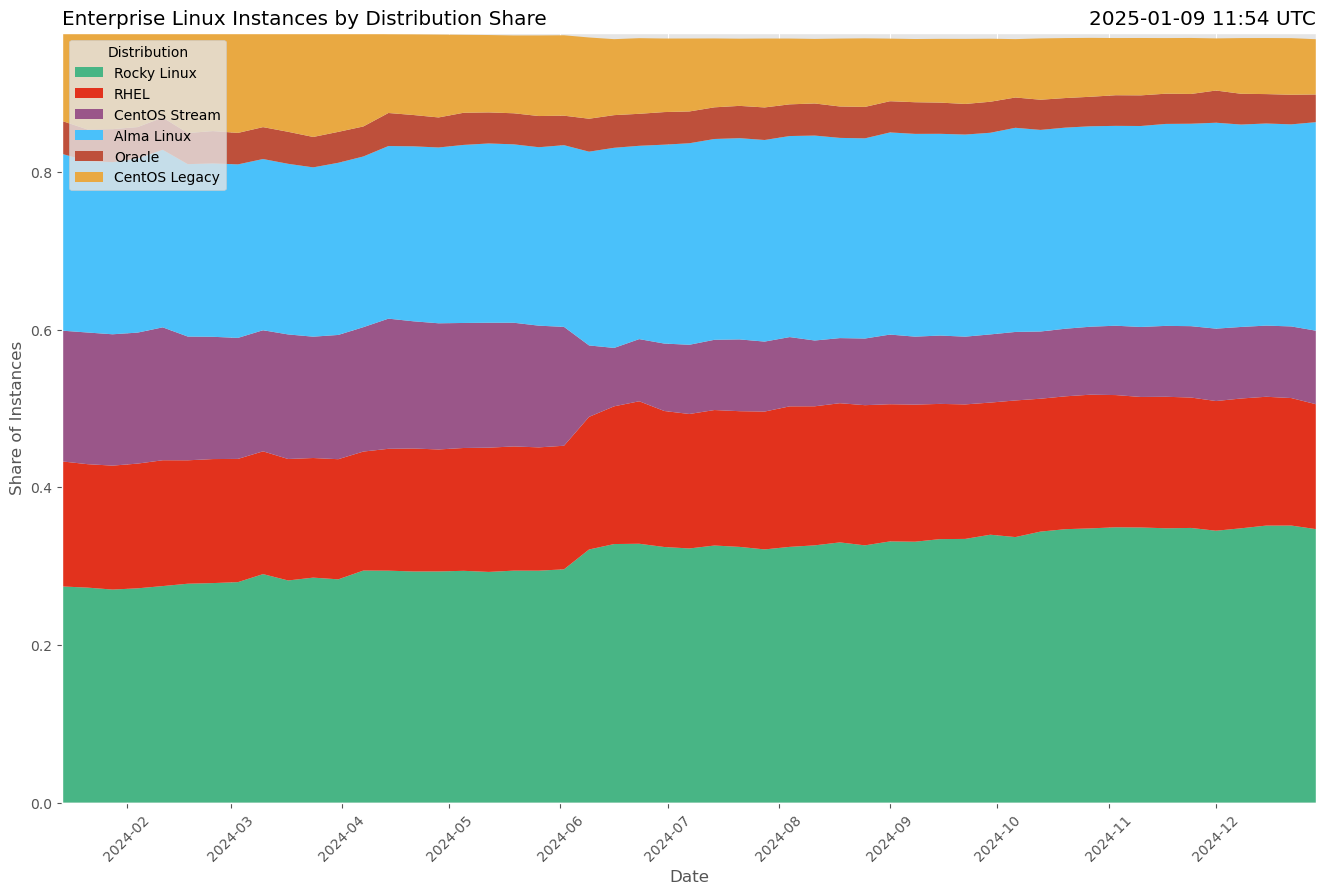 Enterprise Linux Instances by Distribution Share
2025-01-09 11:54 UTC
Distribution
Rocky Linux
RHEL
CentOS Stream
Alma Linux
Oracle
CentOS Legacy
Share of Instances
0.8
0.6
0.4
0.2
0.0
2024-02
2024-03
2024-04
2024-05
2024-06
2024-07
2024-08
2024-09
2024-10
2024-11
2024-12
Date